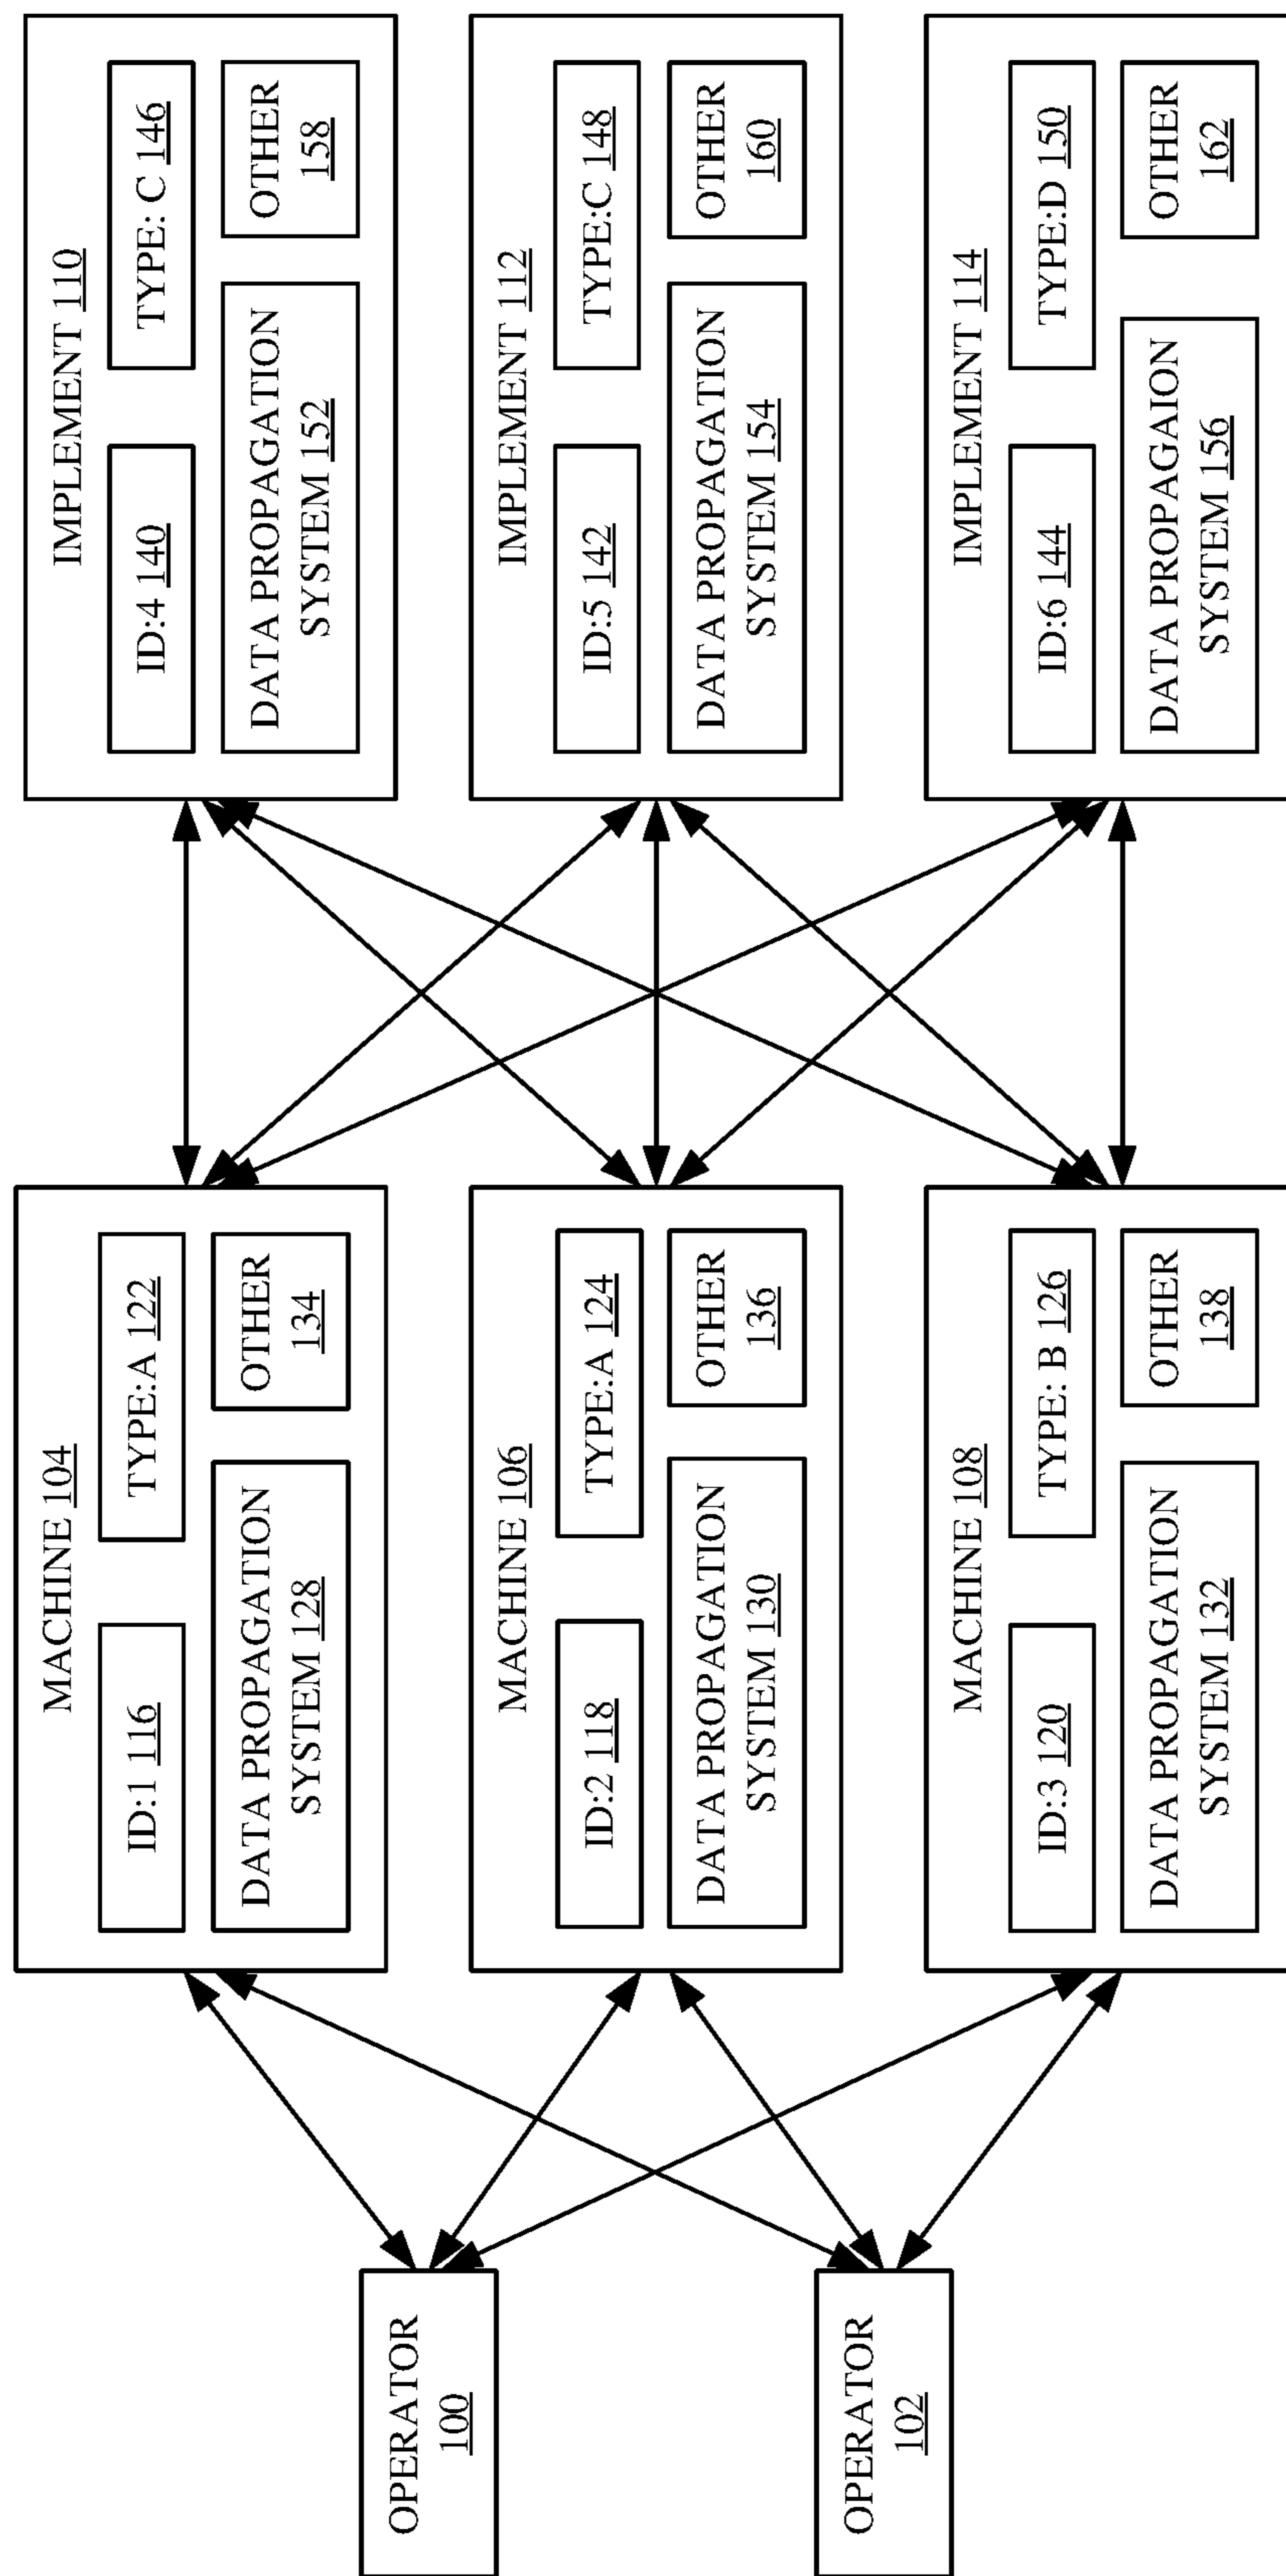 OPERATOR
100
OPERATOR
102
MACHINE 104
ID:1 116
TYPE:A 122
DATA PROPAGATION
SYSTEM 128
OTHER
134
MACHINE 106
ID:2 118
TYPE:A 124
DATA PROPAGATION
SYSTEM 130
OTHER
136
MACHINE 108
ID:3 120
TYPE: B 126
DATA PROPAGATION
SYSTEM 132
OTHER
138
IMPLEMENT 110
ID:4 140
TYPE: C 146
DATA PROPAGATION
SYSTEM 152
OTHER
158
IMPLEMENT 112
ID:5 142
TYPE:C 148
DATA PROPAGATION
SYSTEM 154
OTHER
160
IMPLEMENT 114
ID:6 144
TYPE:D 150
DATA PROPAGAION
SYSTEM 156
OTHER
162